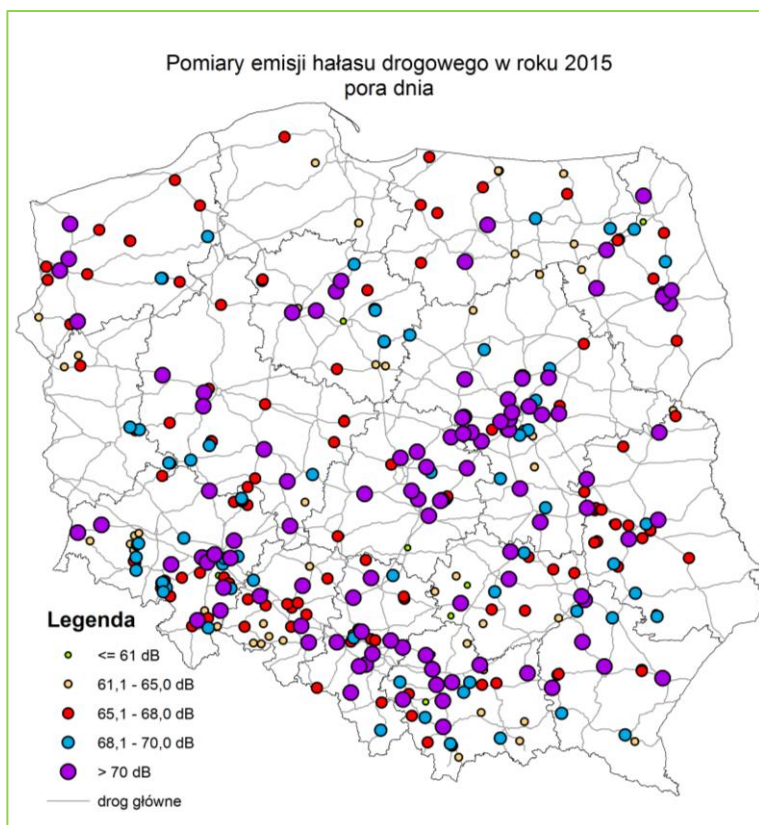 Pomiary emisji hałasu drogowego w roku 2015
pora dnia
Legenda
<= 61 dB
61,1 - 65,0 dB
65,1 - 68,0 dB
68,1 - 70,0 dB
> 70 dB
drog główne